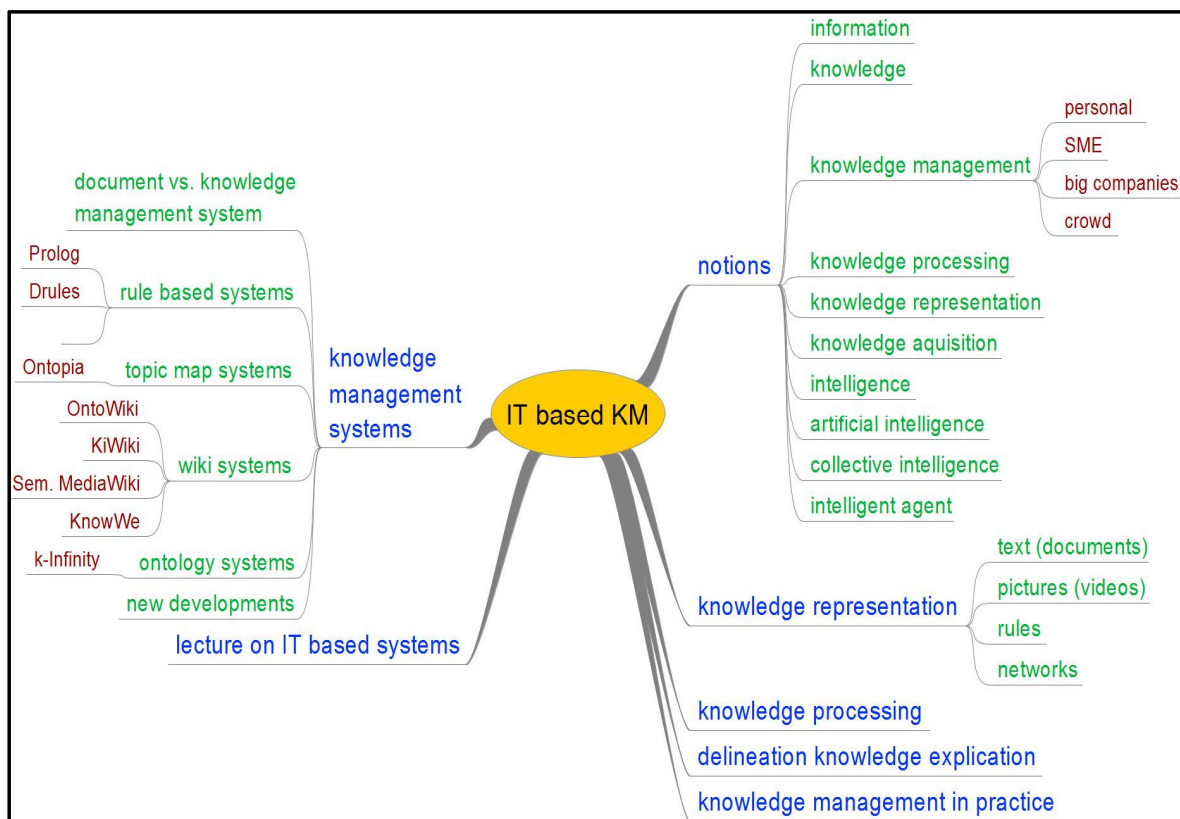 information
knowledge
knowledge management
personal
SME
big companies
crowd
notions
knowledge processing
knowledge representation
knowledge aquisition
intelligence
artificial intelligence
collective intelligence
intelligent agent
knowledge representation
text (documents)
pictures (videos)
rules
networks
knowledge processing
delineation knowledge explication
knowledge management in practice
IT based KM
knowledge
management
systems
document vs. knowledge
management system
rule based systems
Prolog
Drules
topic map systems
Ontopia
wiki systems
OntoWiki
KiWiki
Sem. MediaWiki
KnowWe
ontology systems
k-Infinity
new developments
lecture on IT based systems